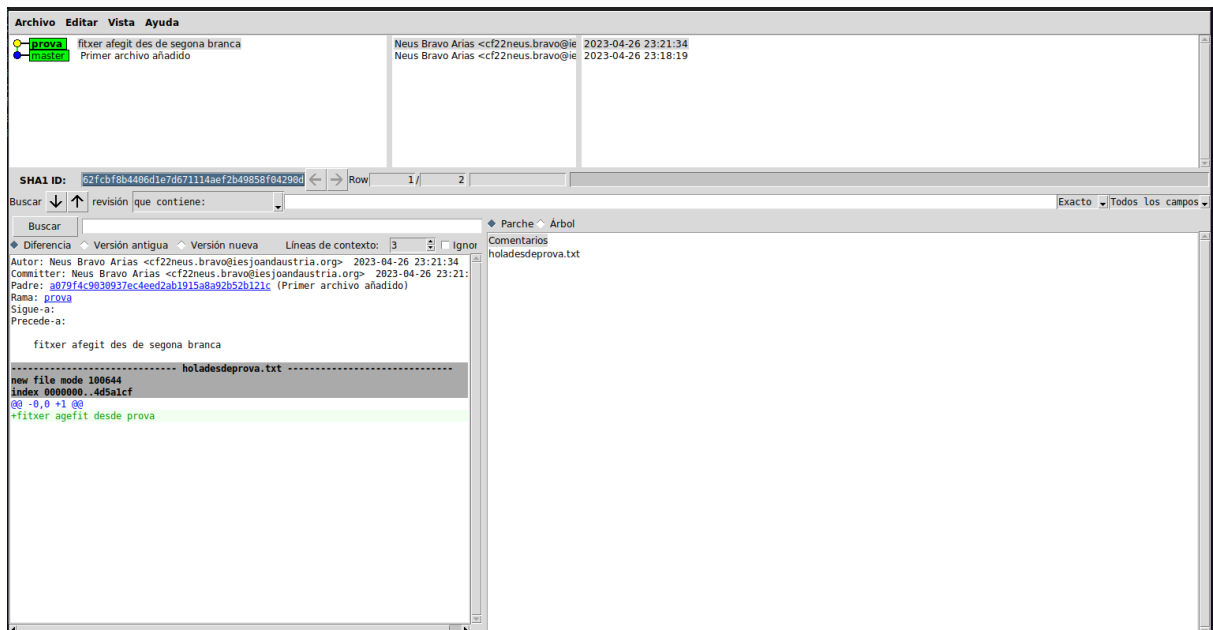 Archivo Editar Vista Ayuda
prova fitxer afegit des de segona branca Neus Bravo Arias <cf22neus.bravo@ie 2023-04-26 23:21:34
master Primer archivo añadido Neus Bravo Arias <cf22neus.bravo@ie 2023-04-26 23:18:19
SHA1 ID: 62fcbf8b4406d1e7d671114aef2b49858f04290d Row 1 / 2
Buscar revisión que contiene: Exacto Todos los campos
Buscar
Diferencia Versión antigua Versión nueva Líneas de contexto: 3 Ignor
Autor: Neus Bravo Arias <cf22neus.bravo@iesjoandaustria.org> 2023-04-26 23:21:34
Committer: Neus Bravo Arias <cf22neus.bravo@iesjoandaustria.org> 2023-04-26 23:21:
Padre: a079f4c9030937ec4eed2ab1915a8a92b52b121c (Primer archivo añadido)
Rama: prova
Sigue-a:
Precede-a:
fitxer afegit des de segona branca
---------------------------- holadesdeprova.txt ----------------------------
new file mode 100644
index 0000000..4d5a1cf
@@ -0,0 +1 @@
+fitxer agefit desde prova
Parche Árbol
Comentarios
holadesdeprova.txt